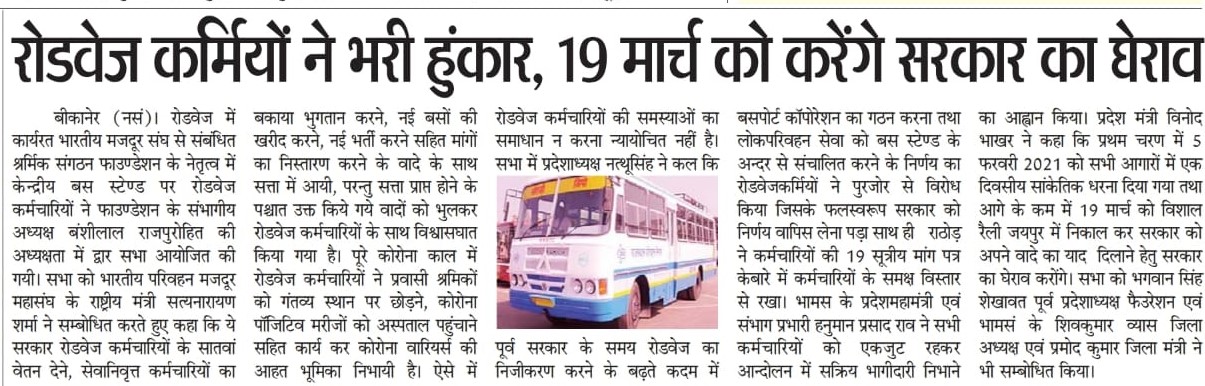 रोडवेज कर्मियों ने भरी हुंकार, 19 मार्च को करेंगे सरकार का घेराव
बीकानेर (नसं)। रोडवेज में
कार्यरत भारतीय मजदूर संघ से संबंधित
श्रमिक संगठन फाउण्डेशन के नेतृत्व में
केन्द्रीय बस स्टेण्ड पर रोडवेज
कर्मचारियों ने फाउण्डेशन के संभागीय
अध्यक्ष बंशीलाल राजपुरोहित की
अध्यक्षता में द्वार सभा आयोजित की
गयी। सभा को भारतीय परिवहन मजदूर
महासंघ के राष्ट्रीय मंत्री सत्यनारायण
शर्मा ने सम्बोधित करते हुए कहा कि ये
सरकार रोडवेज कर्मचारियों के सातवां
वेतन देने, सेवानिवृत्त कर्मचारियों का
बकाया भुगतान करने, नई बसों की
खरीद करने, नई भर्ती करने सहित मांगों
का निस्तारण करने के वादे के साथ
सत्ता में आयी, परन्तु सत्ता प्राप्त होने के
पश्चात उक्त किये गये वादों को भुलकर
रोडवेज कर्मचारियों के साथ विश्वासघात
किया गया है। पूरे कोरोना काल में
रोडवेज कर्मचारियों ने प्रवासी श्रमिकों
को गंतव्य स्थान पर छोड़ने, कोरोना
पॉजिटिव मरीजों को अस्पताल पहुंचाने
सहित कार्य कर कोरोना वारियर्स की
आहत भूमिका निभायी है। ऐसे में
रोडवेज कर्मचारियों की समस्याओं का
समाधान न करना न्यायोचित नहीं है।
सभा में प्रदेशाध्यक्ष नत्थूसिंह ने कल कि
पूर्व सरकार के समय रोडवेज का
निजीकरण करने के बढ़ते कदम में
बसपोर्ट कॉपोरेशन का गठन करना तथा
लोकपरिवहन सेवा को बस स्टेण्ड के
अन्दर से संचालित करने के निर्णय का
रोडवेजकर्मियों ने पुरजोर से विरोध
किया जिसके फलस्वरूप सरकार को
निर्णय वापिस लेना पड़ा साथ ही राठोड़
ने कर्मचारियों की 19 सूत्रीय मांग पत्र
केबारे में कर्मचारियों के समक्ष विस्तार
से रखा। भामस के प्रदेशमहामंत्री एवं
संभाग प्रभारी हनुमान प्रसाद राव ने सभी
कर्मचारियों को एकजुट रहकर
आन्दोलन में सक्रिय भागीदारी निभाने
का आह्वान किया। प्रदेश मंत्री विनोद
भाखर ने कहा कि प्रथम चरण में 5
फरवरी 2021 को सभी आगारों में एक
दिवसीय सांकेतिक धरना दिया गया तथा
आगे के कम में 19 मार्च को विशाल
रैली जयपुर में निकाल कर सरकार को
अपने वादे का याद दिलाने हेतु सरकार
का घेराव करोंगे। सभा को भगवान सिंह
शेखावत पूर्व प्रदेशाध्यक्ष फैउरेशन एवं
भामसं के शिवकुमार व्यास जिला
अध्यक्ष एवं प्रमोद कुमार जिला मंत्री ने
भी सम्बोधित किया।